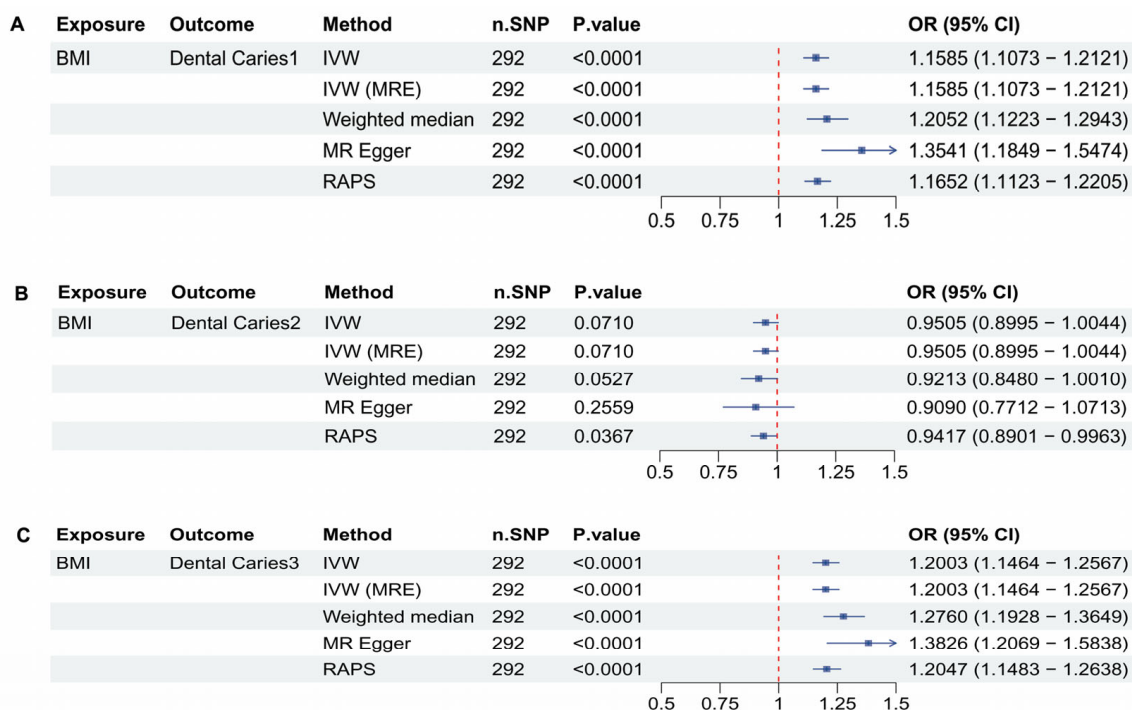 A Exposure Outcome Method n.SNP P.value OR (95% CI)
BMI Dental Caries1 IVW 292 <0.0001 1.1585 (1.1073 − 1.2121)
IVW (MRE) 292 <0.0001 1.1585 (1.1073 − 1.2121)
Weighted median 292 <0.0001 1.2052 (1.1223 − 1.2943)
MR Egger 292 <0.0001 1.3541 (1.1849 − 1.5474)
RAPS 292 <0.0001 1.1652 (1.1123 − 1.2205)
0.5 0.75 1 1.25 1.5
B Exposure Outcome Method n.SNP P.value OR (95% CI)
BMI Dental Caries2 IVW 292 0.0710 0.9505 (0.8995 − 1.0044)
IVW (MRE) 292 0.0710 0.9505 (0.8995 − 1.0044)
Weighted median 292 0.0527 0.9213 (0.8480 − 1.0010)
MR Egger 292 0.2559 0.9090 (0.7712 − 1.0713)
RAPS 292 0.0367 0.9417 (0.8901 − 0.9963)
0.5 0.75 1 1.25 1.5
C Exposure Outcome Method n.SNP P.value OR (95% CI)
BMI Dental Caries3 IVW 292 <0.0001 1.2003 (1.1464 − 1.2567)
IVW (MRE) 292 <0.0001 1.2003 (1.1464 − 1.2567)
Weighted median 292 <0.0001 1.2760 (1.1928 − 1.3649)
MR Egger 292 <0.0001 1.3826 (1.2069 − 1.5838)
RAPS 292 <0.0001 1.2047 (1.1483 − 1.2638)
0.5 0.75 1 1.25 1.5